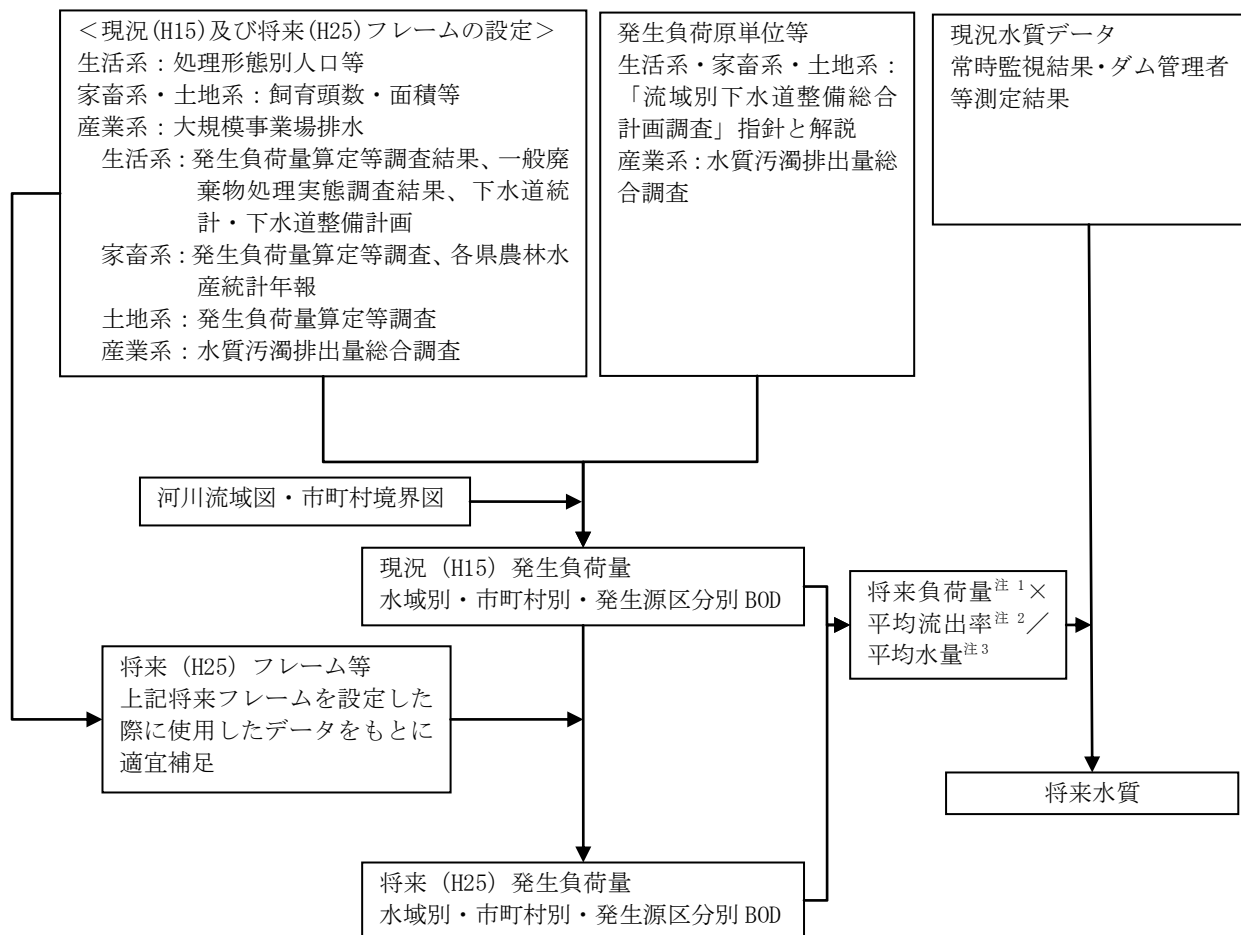 ＜現況(H15)及び将来(H25)フレームの設定＞
生活系：処理形態別人口等
家畜系・土地系：飼育頭数・面積等
産業系：大規模事業場排水
生活系：発生負荷量算定等調査結果、一般廃
棄物処理実態調査結果、下水道統
計・下水道整備計画
家畜系：発生負荷量算定等調査、各県農林水
産統計年報
土地系：発生負荷量算定等調査
産業系：水質汚濁排出量総合調査
発生負荷原単位等
生活系・家畜系・土地系：
「流域別下水道整備総合
計画調査」指針と解説
産業系：水質汚濁排出量総
合調査
現況水質データ
常時監視結果・ダム管理者
等測定結果
河川流域図・市町村境界図
現況（H15）発生負荷量
水域別・市町村別・発生源区分別 BOD
将来負荷量注 1×
平均流出率注 2／
平均水量注3
将来（H25）フレーム等
上記将来フレームを設定した
際に使用したデータをもとに
適宜補足
将来水質
将来（H25）発生負荷量
水域別・市町村別・発生源区分別 BOD